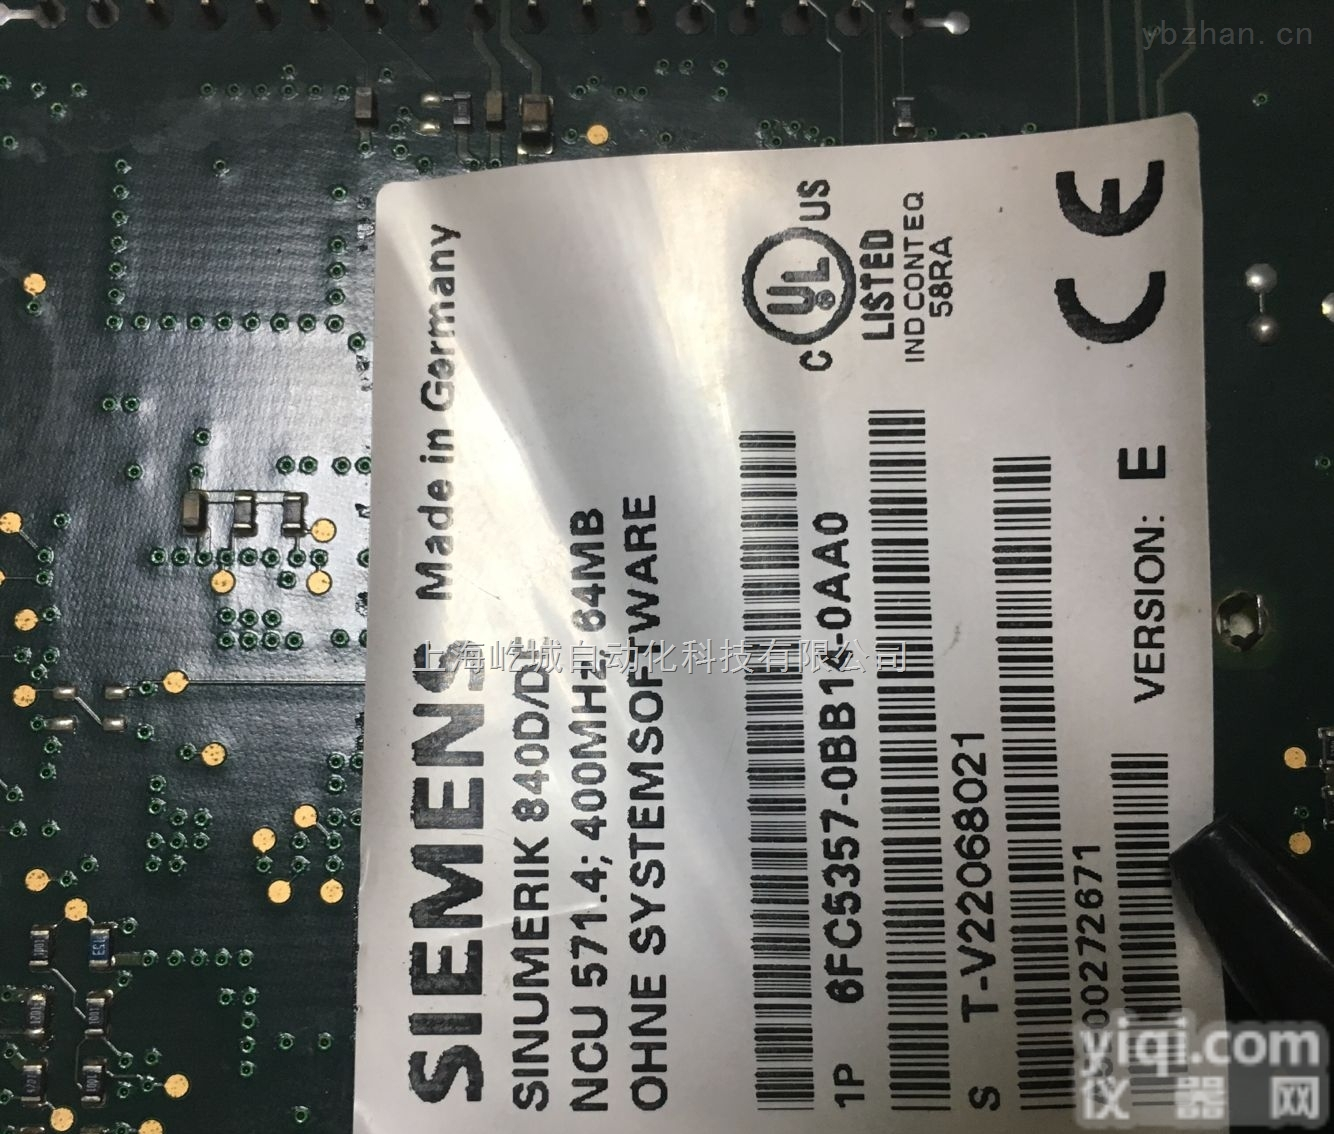 SIEMENS Made in Germany
SINUMERIK 840D/DE
NCU 571.4; 400MHz, 64MB
OHNE SYSTEMSOFTWARE
1P 6FC5357-0BB14-0AA0
S T-V22068021
VERSION: E
C UL US
LISTED
IND CONT EQ
58RA
CE
上海屹城自动化科技有限公司
ybzhan.cn
yiqi.com
仪器网